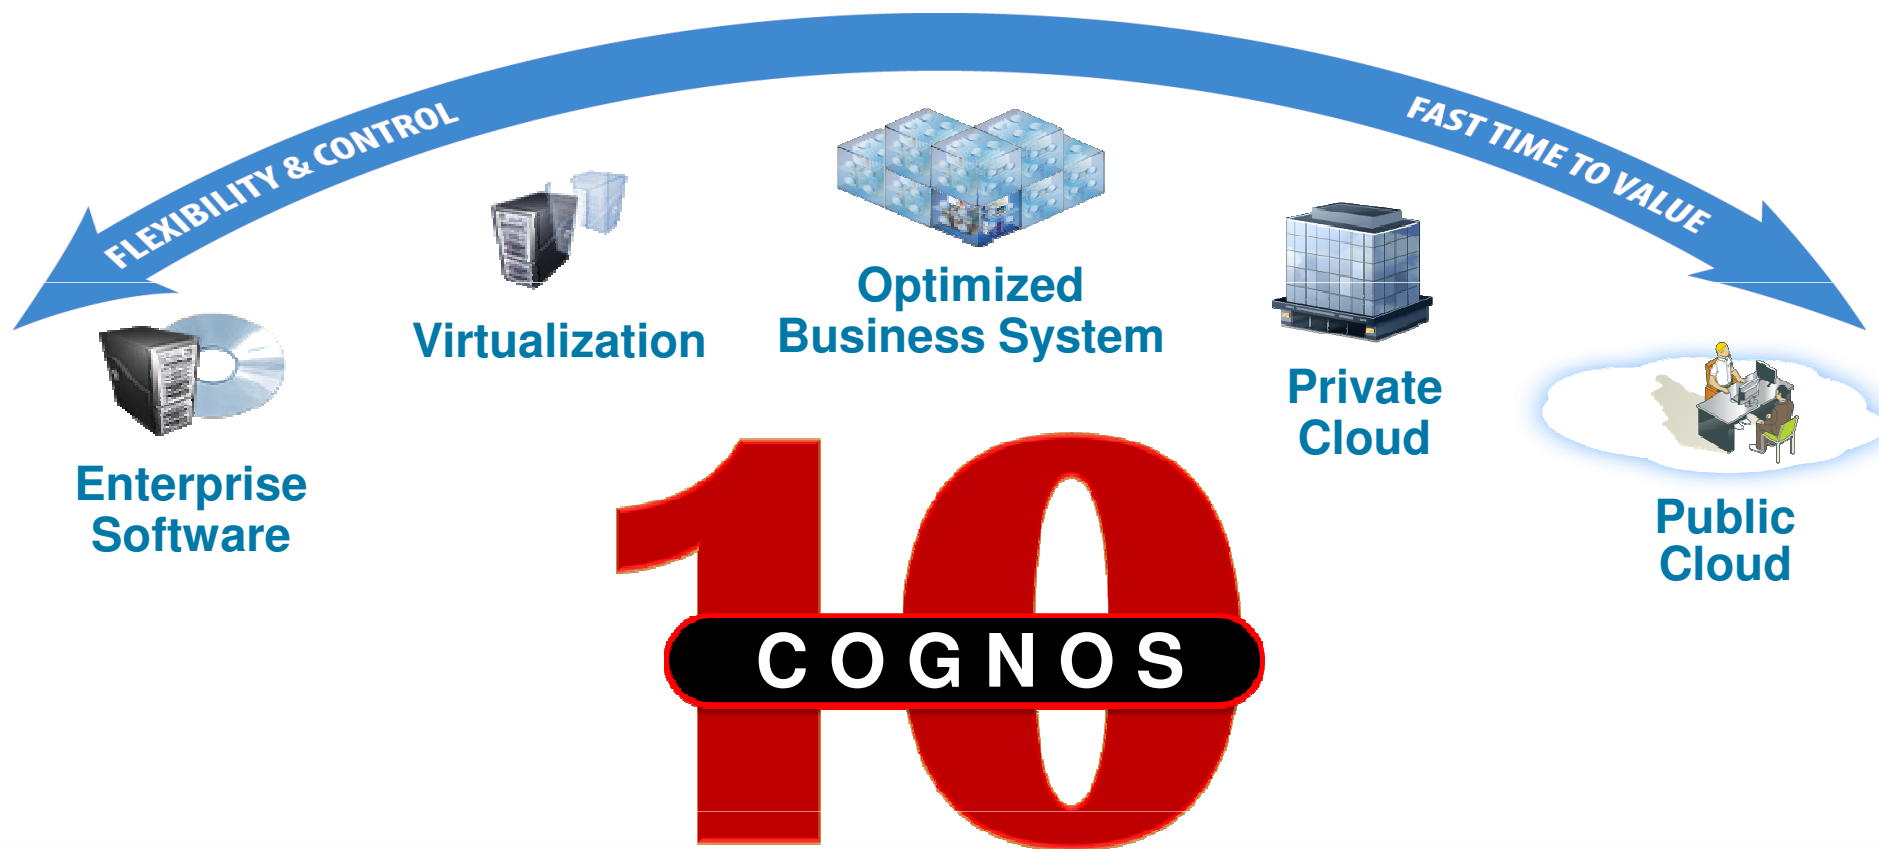 FLEXIBILITY & CONTROL
FAST TIME TO VALUE
Enterprise
Software
Virtualization
Optimized
Business System
Private
Cloud
Public
Cloud
10
COGNOS